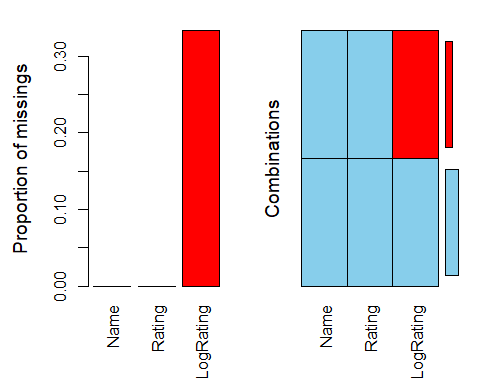 Proportion of missings
0.30
0.20
0.10
0.00
Name
Rating
LogRating
Combinations
Name
Rating
LogRating